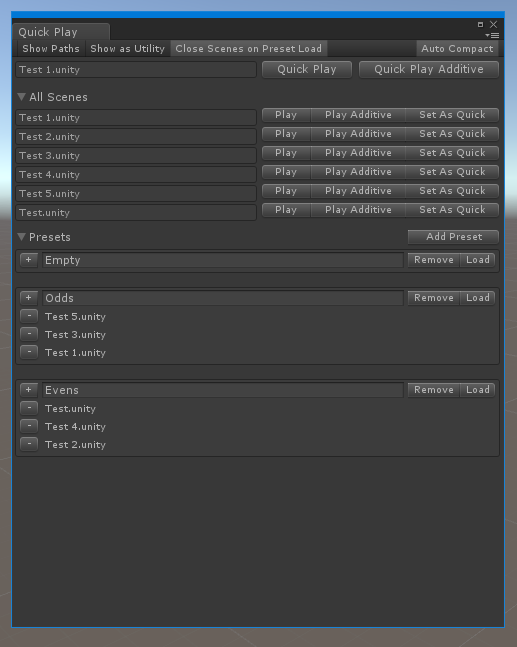 Quick Play
Show Paths Show as Utility Close Scenes on Preset Load Auto Compact
Test 1.unity Quick Play Quick Play Additive
All Scenes
Test 1.unity Play Play Additive Set As Quick
Test 2.unity Play Play Additive Set As Quick
Test 3.unity Play Play Additive Set As Quick
Test 4.unity Play Play Additive Set As Quick
Test 5.unity Play Play Additive Set As Quick
Test.unity Play Play Additive Set As Quick
Presets Add Preset
+ Empty Remove Load
+ Odds Remove Load
- Test 5.unity
- Test 3.unity
- Test 1.unity
+ Evens Remove Load
- Test.unity
- Test 4.unity
- Test 2.unity